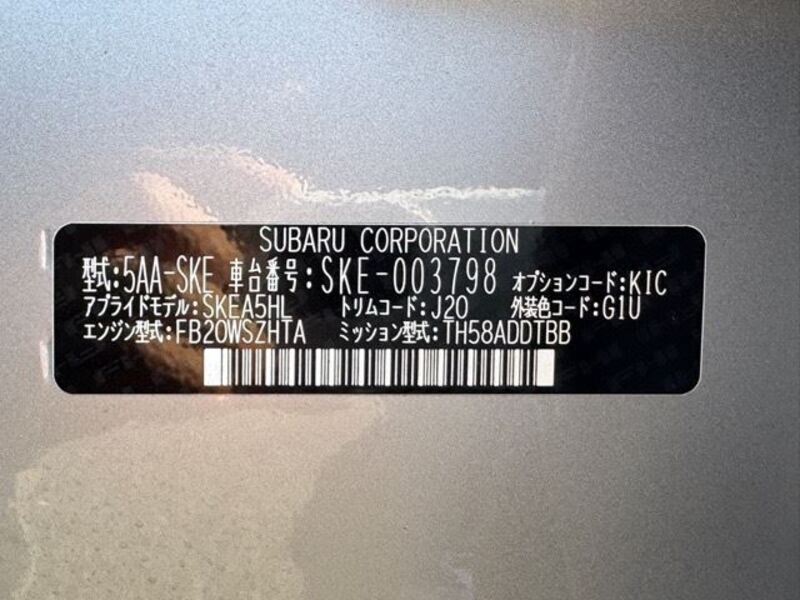 SUBARU CORPORATION
型式:5AA-SKE 車台番号:SKE-003798 オプションコード:KIC
アプライドモデル:SKEA5HL トリムコード:J20 外装色コード:G1U
エンジン型式:FB20WSZHTA ミッション型式:TH58ADDTBB